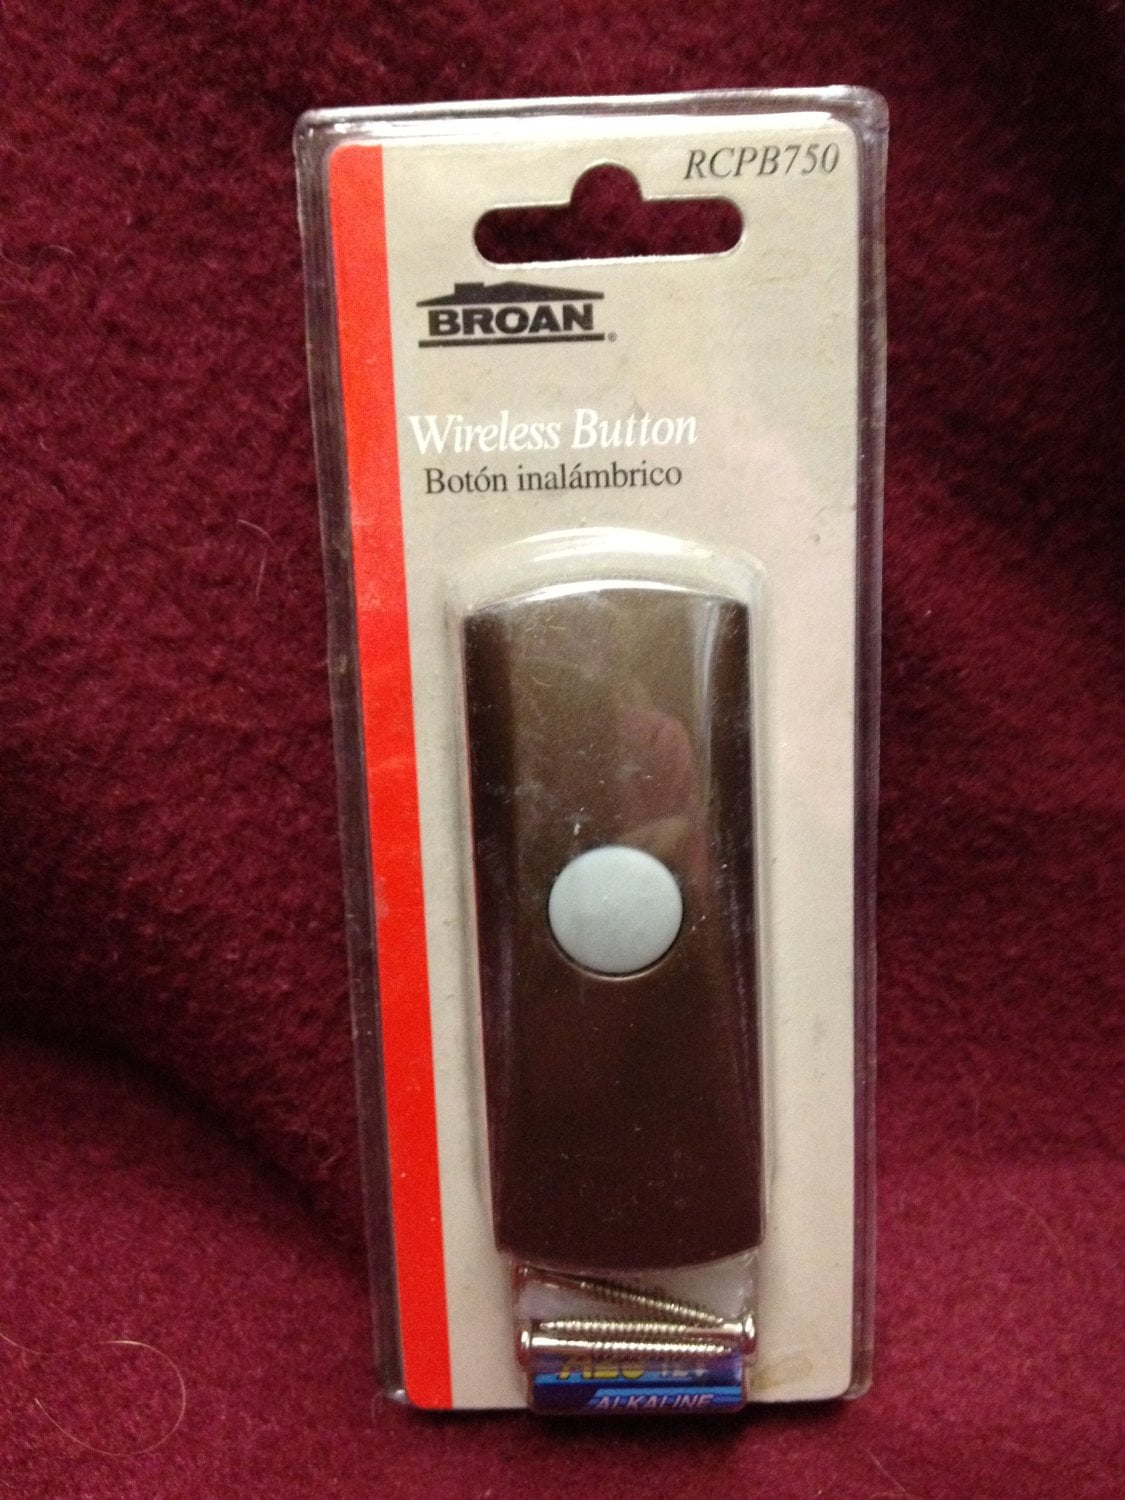 RCPB750
BROAN®
Wireless Button
Botón inalámbrico
ALKALINE